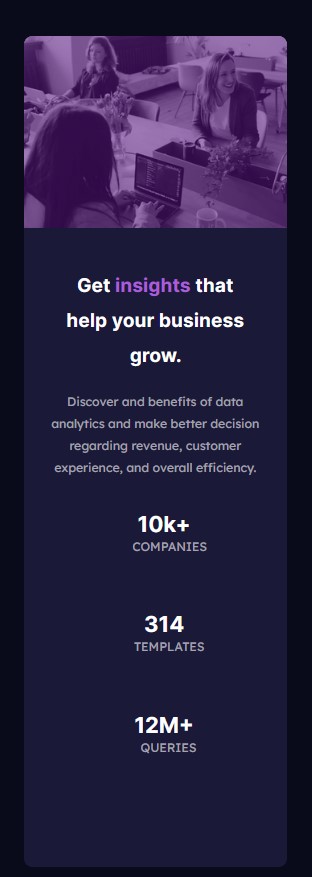 Get insights that
help your business
grow.
Discover and benefits of data
analytics and make better decision
regarding revenue, customer
experience, and overall efficiency.
10k+
COMPANIES
314
TEMPLATES
12M+
QUERIES